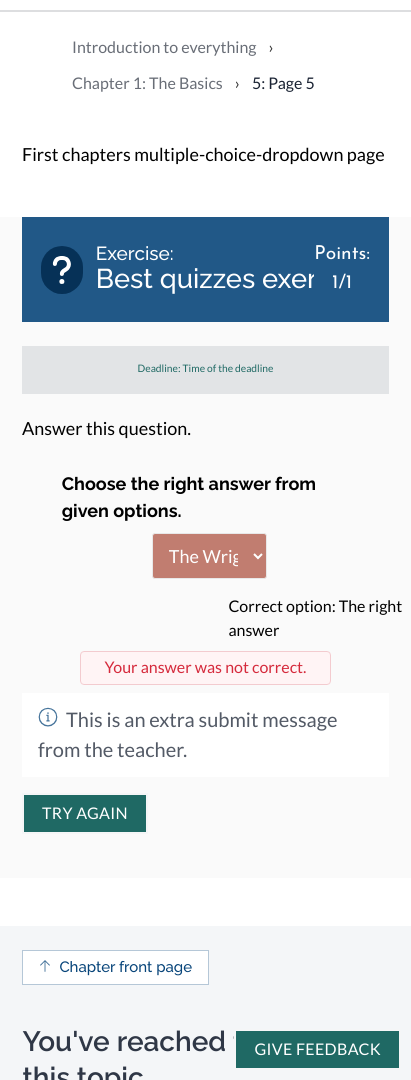 Introduction to everything ›
Chapter 1: The Basics › 5: Page 5
First chapters multiple-choice-dropdown page
?
Exercise:
Best quizzes exer
Points:
1/1
Deadline: Time of the deadline
Answer this question.
Choose the right answer from
given options.
The Wrig
Correct option: The right
answer
Your answer was not correct.
This is an extra submit message
from the teacher.
TRY AGAIN
↑ Chapter front page
You've reached
GIVE FEEDBACK
this topic